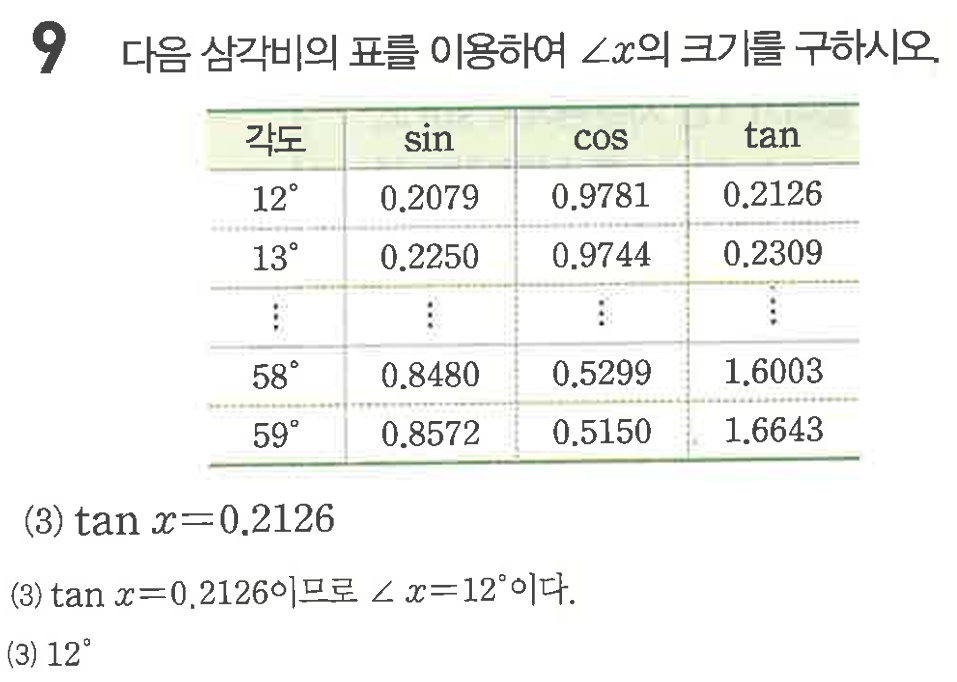 9 다음 삼각비의 표를 이용하여 ∠x의 크기를 구하시오.
각도 sin cos tan
12° 0.2079 0.9781 0.2126
13° 0.2250 0.9744 0.2309
⋮ ⋮ ⋮ ⋮
58° 0.8480 0.5299 1.6003
59° 0.8572 0.5150 1.6643
(3) tan x=0.2126
(3) tan x=0.2126이므로 ∠ x=12°이다.
(3) 12°